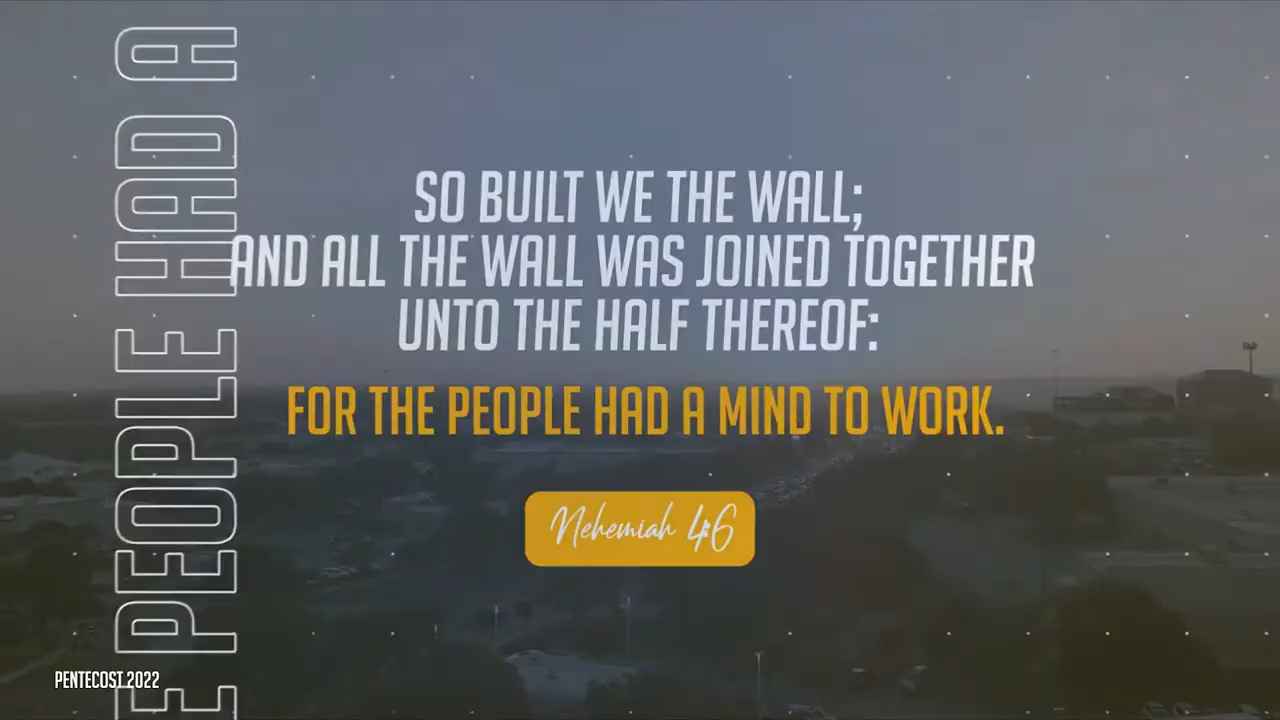 SO BUILT WE THE WALL;
AND ALL THE WALL WAS JOINED TOGETHER
UNTO THE HALF THEREOF:
FOR THE PEOPLE HAD A MIND TO WORK.
Nehemiah 4:6
E PEOPLE HAD A
PENTECOST 2022